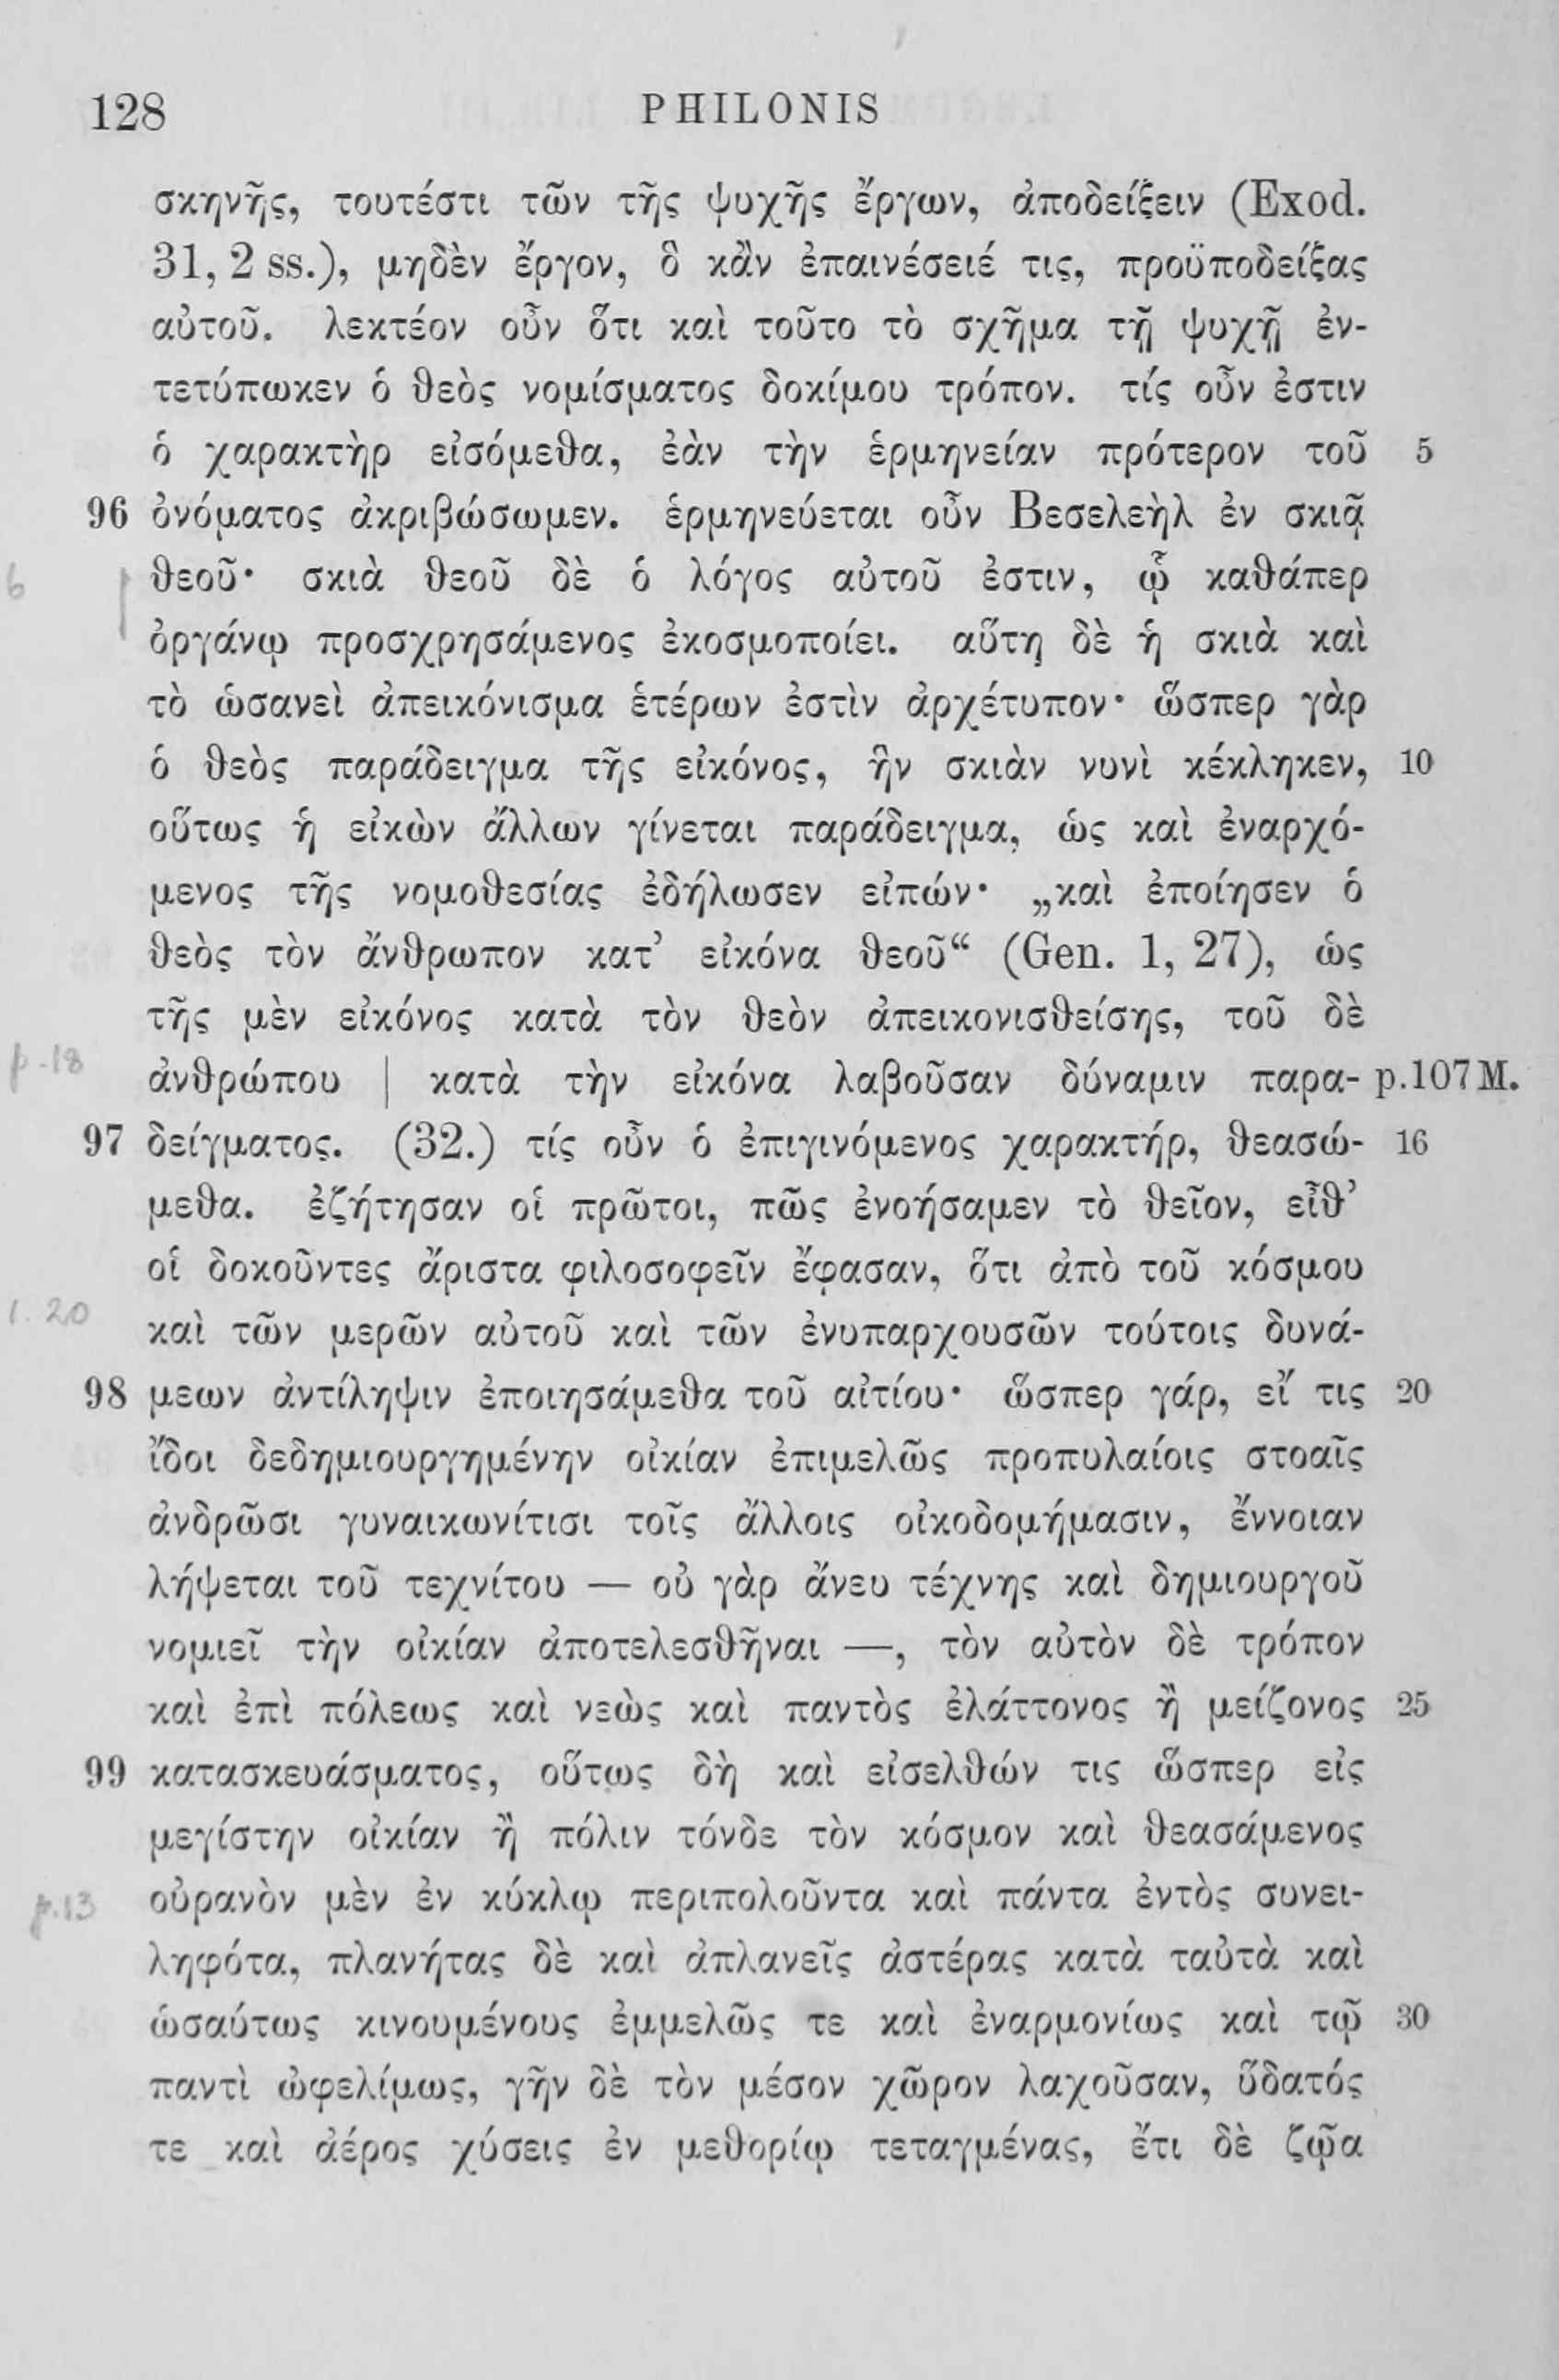 128 PHILONIS
σκηνῆς, τουτέστι τῶν τῆς ψυχῆς ἔργων, ἀποδείξειν (Exod.
31, 2 ss.), μηδὲν ἔργον, ὃ κἂν ἐπαινέσειέ τις, προϋποδείξας
αὐτοῦ. λεκτέον οὖν ὅτι καὶ τοῦτο τὸ σχῆμα τῇ ψυχῇ ἐν-
τετύπωκεν ὁ θεὸς νομίσματος δοκίμου τρόπον. τίς οὖν ἐστιν
ὁ χαρακτὴρ εἰσόμεθα, ἐὰν τὴν ἑρμηνείαν πρότερον τοῦ 5
96 ὀνόματος ἀκριβώσωμεν. ἑρμηνεύεται οὖν Βεσελεὴλ ἐν σκιᾷ
6 θεοῦ· σκιὰ θεοῦ δὲ ὁ λόγος αὐτοῦ ἐστιν, ᾧ καθάπερ
ὀργάνῳ προσχρησάμενος ἐκοσμοποίει. αὕτη δὲ ἡ σκιὰ καὶ
τὸ ὡσανεὶ ἀπεικόνισμα ἑτέρων ἐστὶν ἀρχέτυπον· ὥσπερ γὰρ
ὁ θεὸς παράδειγμα τῆς εἰκόνος, ἣν σκιὰν νυνὶ κέκληκεν, 10
οὕτως ἡ εἰκὼν ἄλλων γίνεται παράδειγμα, ὡς καὶ ἐναρχό-
μενος τῆς νομοθεσίας ἐδήλωσεν εἰπών· „καὶ ἐποίησεν ὁ
θεὸς τὸν ἄνθρωπον κατ’ εἰκόνα θεοῦ“ (Gen. 1, 27), ὡς
τῆς μὲν εἰκόνος κατὰ τὸν θεὸν ἀπεικονισθείσης, τοῦ δὲ
p.18 ἀνθρώπου | κατὰ τὴν εἰκόνα λαβοῦσαν δύναμιν παρα- p.107 M.
97 δείγματος. (32.) τίς οὖν ὁ ἐπιγινόμενος χαρακτήρ, θεασώ- 16
μεθα. ἐζήτησαν οἱ πρῶτοι, πῶς ἐνοήσαμεν τὸ θεῖον, εἶθ’
οἱ δοκοῦντες ἄριστα φιλοσοφεῖν ἔφασαν, ὅτι ἀπὸ τοῦ κόσμου
1.20 καὶ τῶν μερῶν αὐτοῦ καὶ τῶν ἐνυπαρχουσῶν τούτοις δυνά-
98 μεων ἀντίληψιν ἐποιησάμεθα τοῦ αἰτίου· ὥσπερ γάρ, εἴ τις 20
ἴδοι δεδημιουργημένην οἰκίαν ἐπιμελῶς προπυλαίοις στοαῖς
ἀνδρῶσι γυναικωνίτισι τοῖς ἄλλοις οἰκοδομήμασιν, ἔννοιαν
λήψεται τοῦ τεχνίτου — οὐ γὰρ ἄνευ τέχνης καὶ δημιουργοῦ
νομιεῖ τὴν οἰκίαν ἀποτελεσθῆναι —, τὸν αὐτὸν δὲ τρόπον
καὶ ἐπὶ πόλεως καὶ νεὼς καὶ παντὸς ἐλάττονος ἢ μείζονος 25
99 κατασκευάσματος, οὕτως δὴ καὶ εἰσελθών τις ὥσπερ εἰς
μεγίστην οἰκίαν ἢ πόλιν τόνδε τὸν κόσμον καὶ θεασάμενος
p.13 οὐρανὸν μὲν ἐν κύκλῳ περιπολοῦντα καὶ πάντα ἐντὸς συνει-
ληφότα, πλανήτας δὲ καὶ ἀπλανεῖς ἀστέρας κατὰ ταὐτὰ καὶ
ὡσαύτως κινουμένους ἐμμελῶς τε καὶ ἐναρμονίως καὶ τῷ 30
παντὶ ὠφελίμως, γῆν δὲ τὸν μέσον χῶρον λαχοῦσαν, ὕδατός
τε καὶ ἀέρος χύσεις ἐν μεθορίῳ τεταγμένας, ἔτι δὲ ζῷα